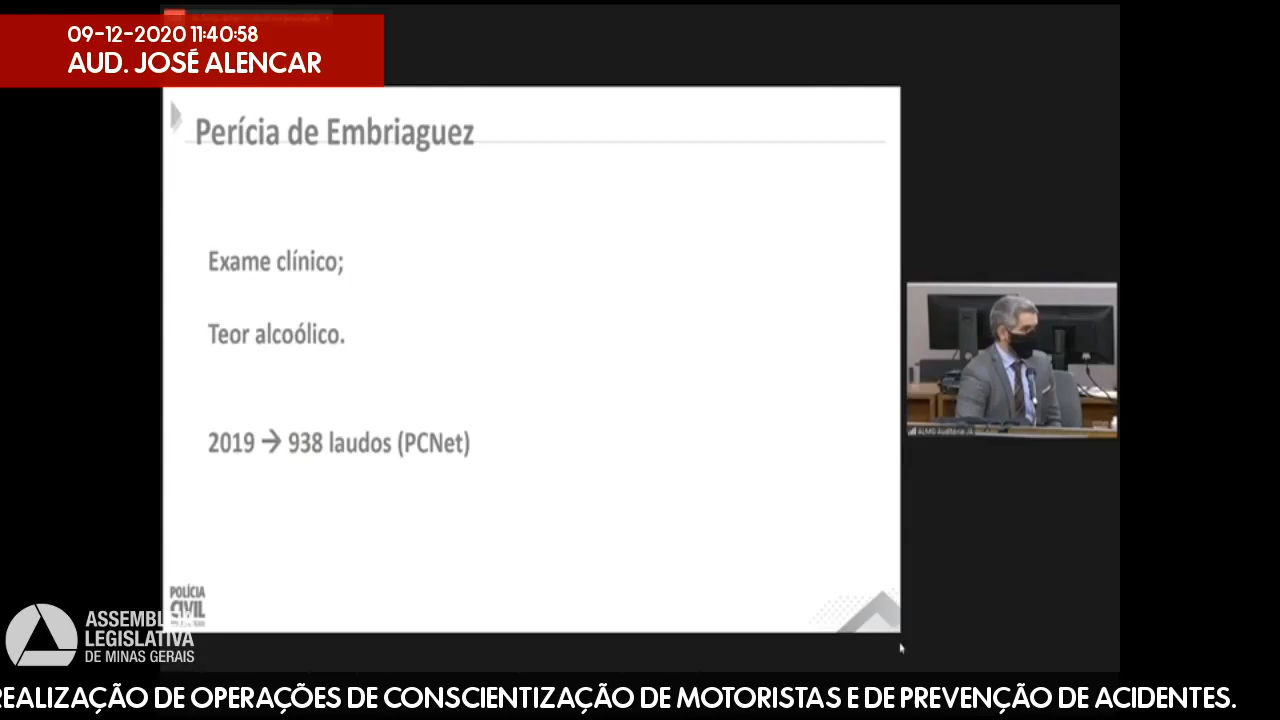 09-12-2020 11:40:58
AUD. JOSÉ ALENCAR
Perícia de Embriaguez
Exame clínico;
Teor alcoólico.
2019 → 938 laudos (PCNet)
POLÍCIA
CIVIL
ASSEMBLEIA
LEGISLATIVA
DE MINAS GERAIS
REALIZAÇÃO DE OPERAÇÕES DE CONSCIENTIZAÇÃO DE MOTORISTAS E DE PREVENÇÃO DE ACIDENTES.